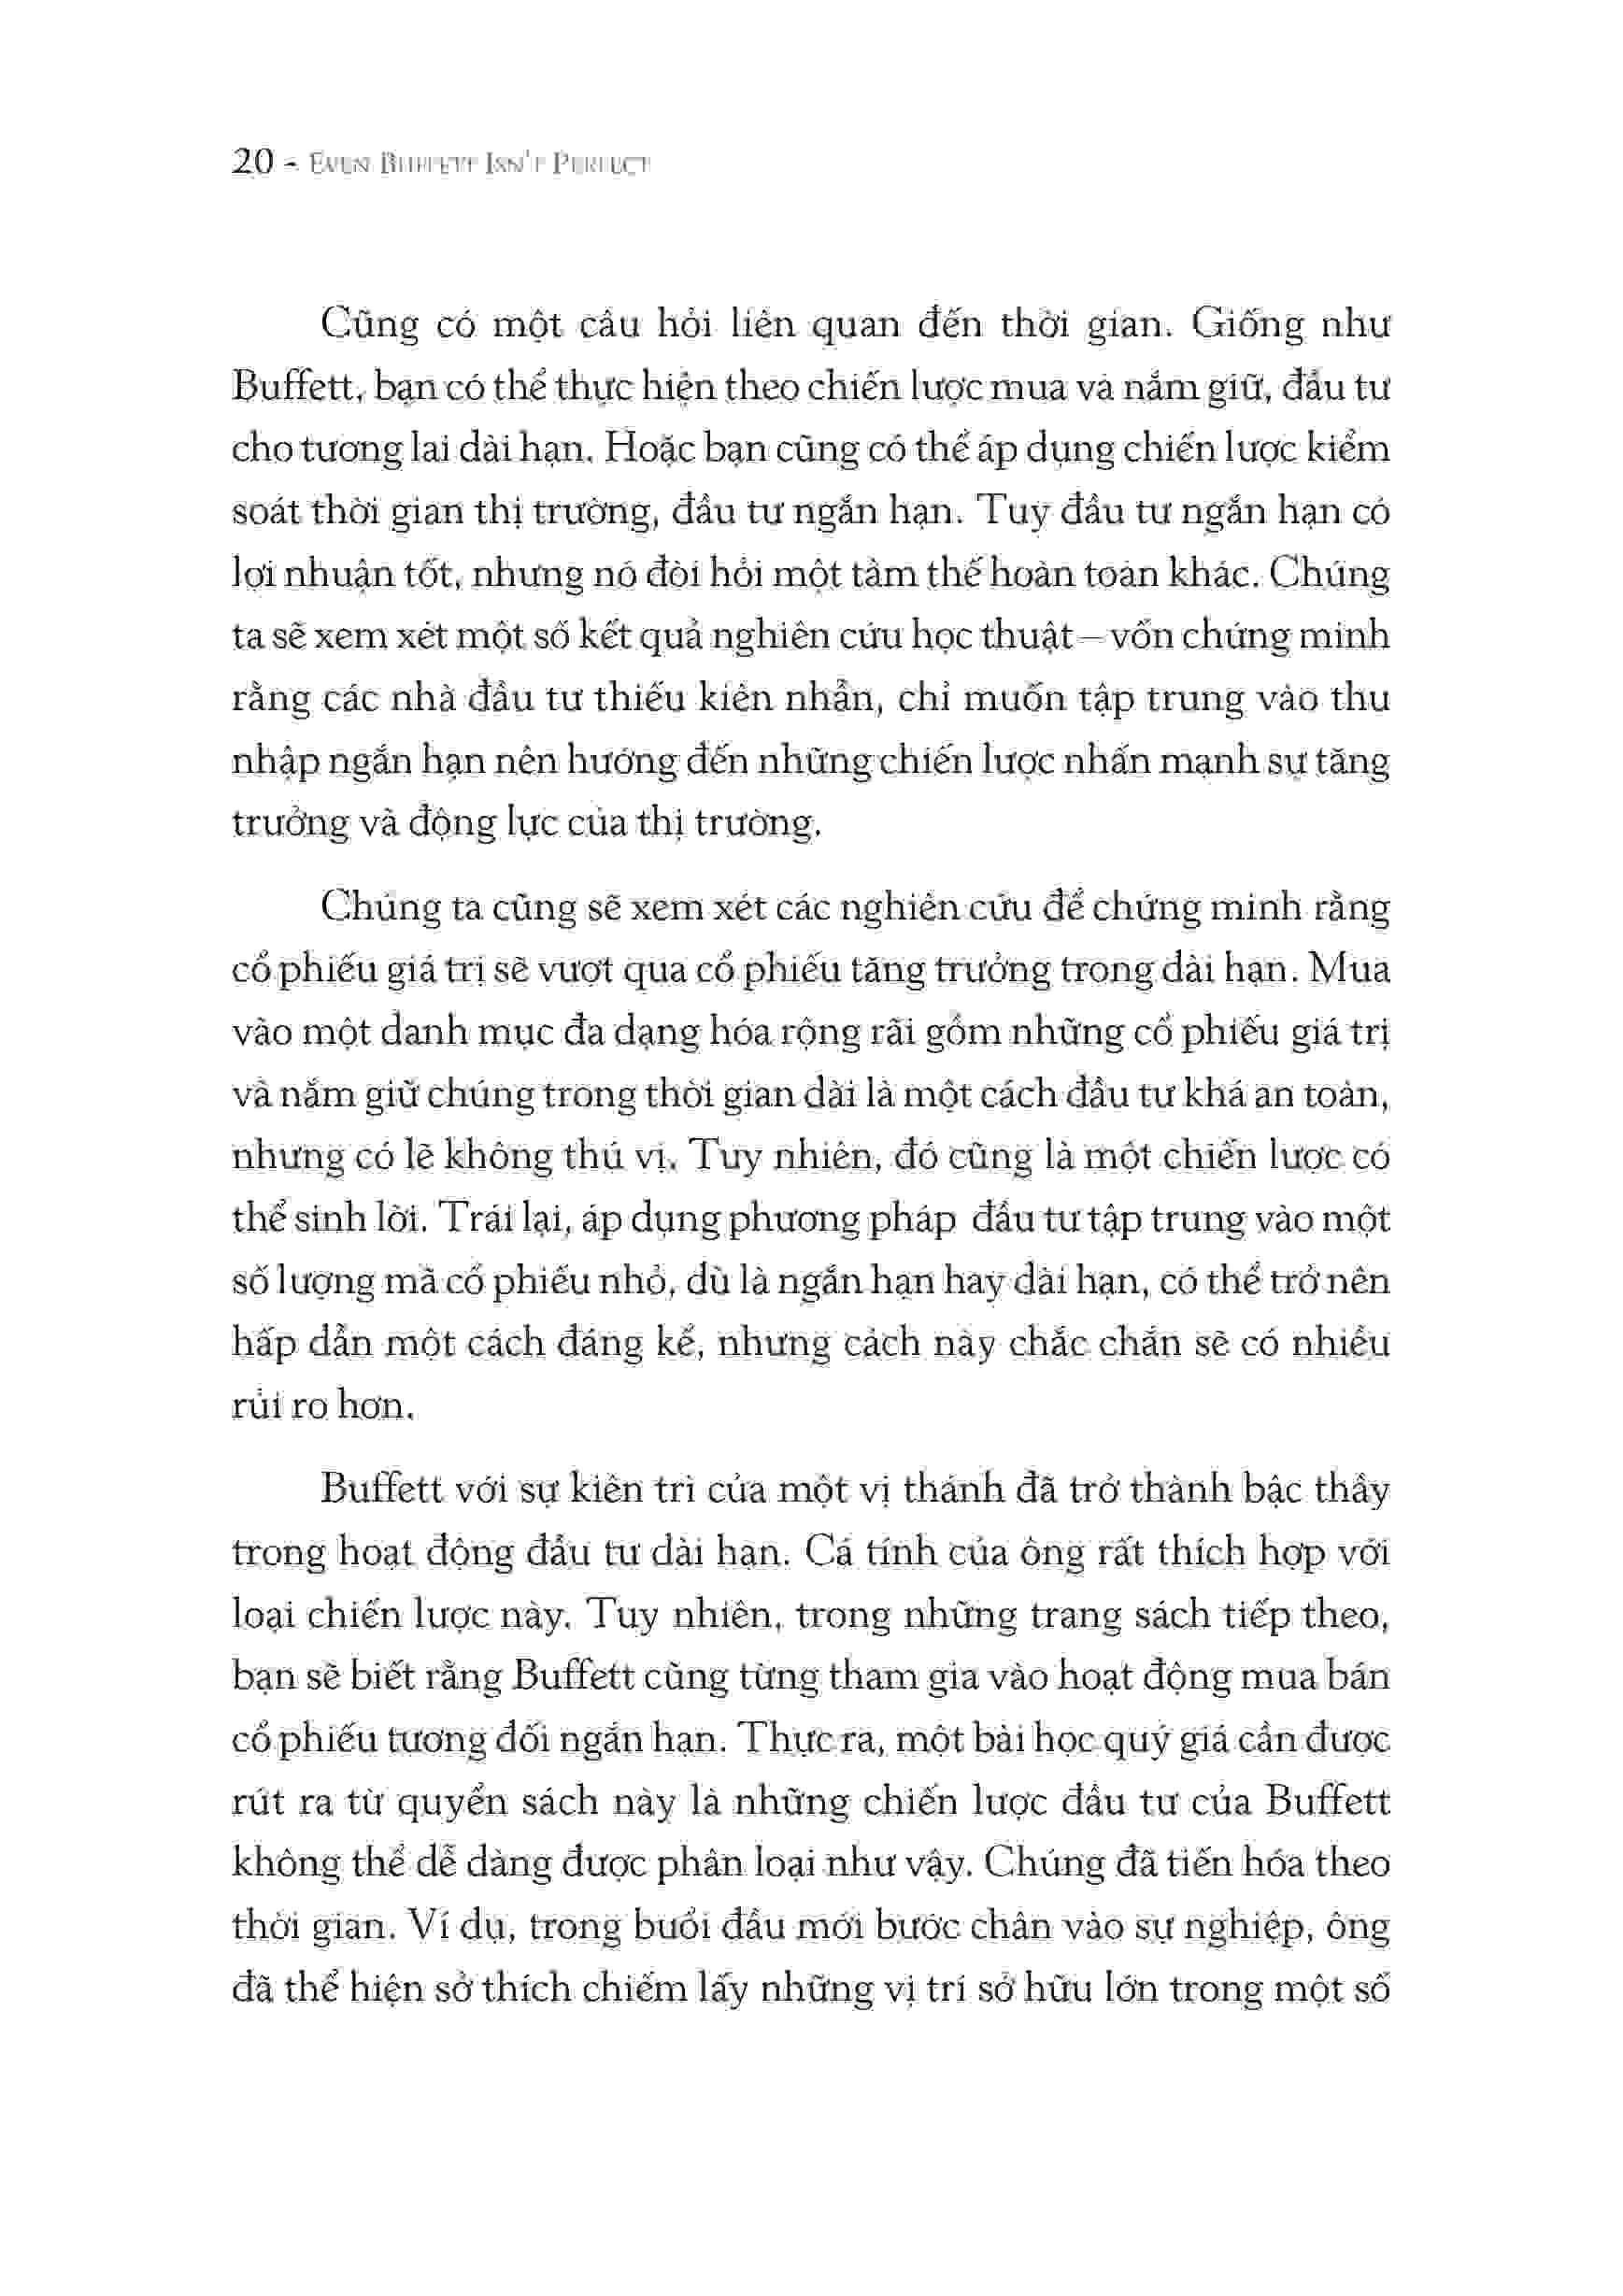 20 - Even Buffett Isn't Perfect
Cũng có một câu hỏi liên quan đến thời gian. Giống như
Buffett, bạn có thể thực hiện theo chiến lược mua và nắm giữ, đầu tư
cho tương lai dài hạn. Hoặc bạn cũng có thể áp dụng chiến lược kiểm
soát thời gian thị trường, đầu tư ngắn hạn. Tuy đầu tư ngắn hạn có
lợi nhuận tốt, nhưng nó đòi hỏi một tâm thế hoàn toàn khác. Chúng
ta sẽ xem xét một số kết quả nghiên cứu học thuật – vốn chứng minh
rằng các nhà đầu tư thiếu kiên nhẫn, chỉ muốn tập trung vào thu
nhập ngắn hạn nên hướng đến những chiến lược nhấn mạnh sự tăng
trưởng và động lực của thị trường.
Chúng ta cũng sẽ xem xét các nghiên cứu để chứng minh rằng
cổ phiếu giá trị sẽ vượt qua cổ phiếu tăng trưởng trong dài hạn. Mua
vào một danh mục đa dạng hóa rộng rãi gồm những cổ phiếu giá trị
và nắm giữ chúng trong thời gian dài là một cách đầu tư khá an toàn,
nhưng có lẽ không thú vị. Tuy nhiên, đó cũng là một chiến lược có
thể sinh lời. Trái lại, áp dụng phương pháp đầu tư tập trung vào một
số lượng mã cổ phiếu nhỏ, dù là ngắn hạn hay dài hạn, có thể trở nên
hấp dẫn một cách đáng kể, nhưng cách này chắc chắn sẽ có nhiều
rủi ro hơn.
Buffett với sự kiên trì của một vị thánh đã trở thành bậc thầy
trong hoạt động đầu tư dài hạn. Cá tính của ông rất thích hợp với
loại chiến lược này. Tuy nhiên, trong những trang sách tiếp theo,
bạn sẽ biết rằng Buffett cũng từng tham gia vào hoạt động mua bán
cổ phiếu tương đối ngắn hạn. Thực ra, một bài học quý giá cần được
rút ra từ quyển sách này là những chiến lược đầu tư của Buffett
không thể dễ dàng được phân loại như vậy. Chúng đã tiến hóa theo
thời gian. Ví dụ, trong buổi đầu mới bước chân vào sự nghiệp, ông
đã thể hiện sở thích chiếm lấy những vị trí sở hữu lớn trong một số